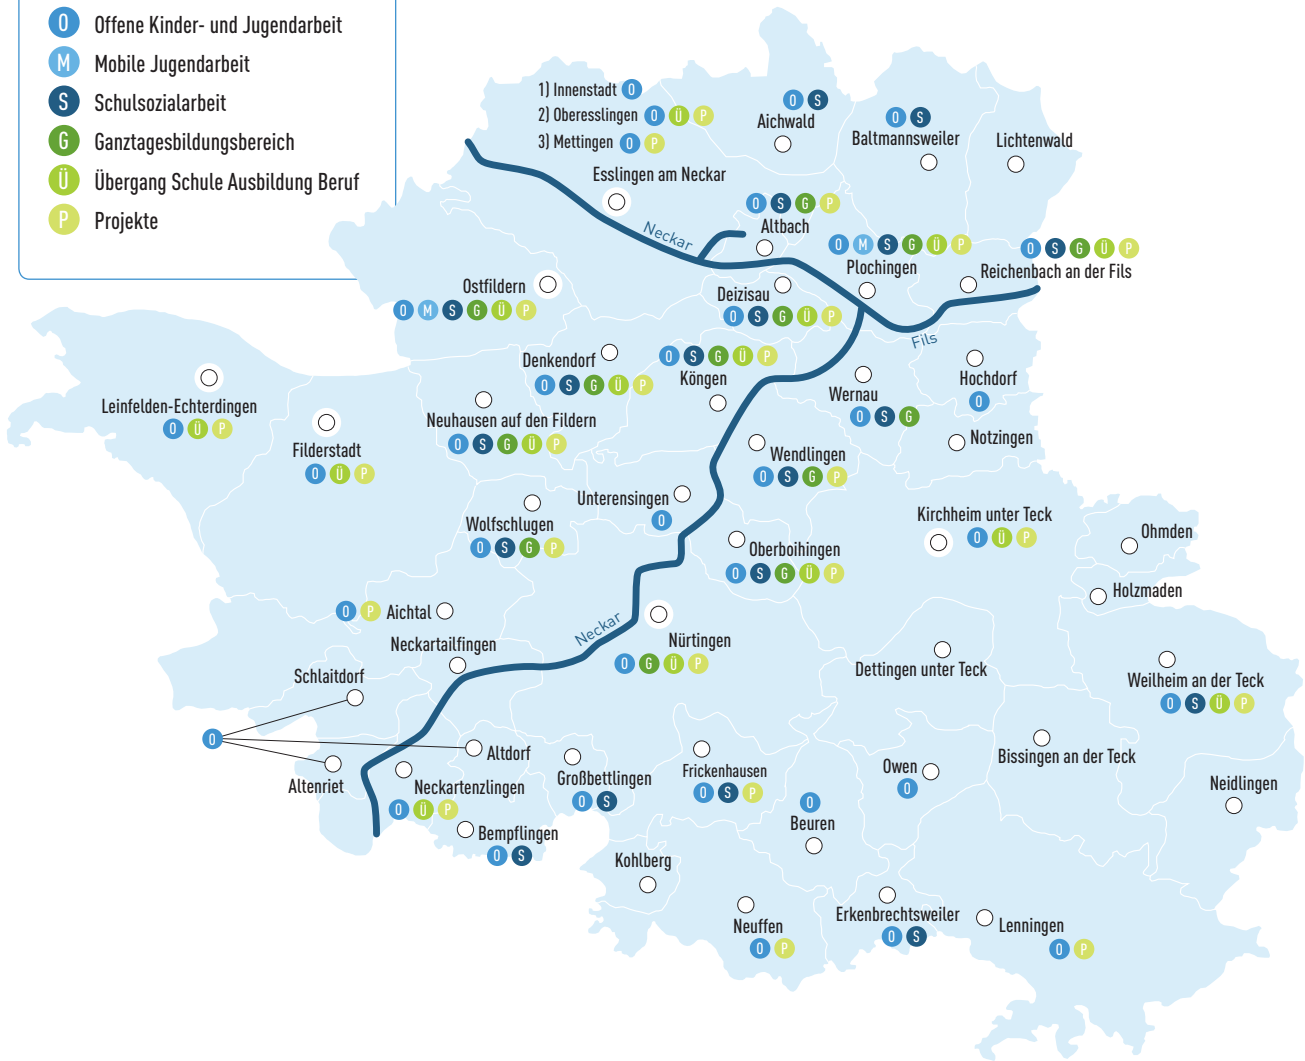 O Offene Kinder- und Jugendarbeit
M Mobile Jugendarbeit
S Schulsozialarbeit
G Ganztagesbildungsbereich
Ü Übergang Schule Ausbildung Beruf
P Projekte
1) Innenstadt O
2) Oberesslingen O Ü P
3) Mettingen O P
Esslingen am Neckar
O S
Aichwald
O S
Baltmannsweiler
Lichtenwald
Neckar
O S G P
Altbach
O M S G Ü P
Plochingen
O S G Ü P
Reichenbach an der Fils
Ostfildern
O M S G Ü P
Deizisau
O S G Ü P
Fils
Denkendorf
O S G Ü P
O S G Ü P
Köngen
Wernau
O S G
Hochdorf
O
Leinfelden-Echterdingen
O Ü P
Filderstadt
O Ü P
Neuhausen auf den Fildern
O S G Ü P
Notzingen
Wendlingen
O S G P
Unterensingen
O
Wolfschlugen
O S G P
Kirchheim unter Teck
O Ü P
Ohmden
Oberboihingen
O S G Ü P
Holzmaden
O P Aichtal
Neckar
Neckartailfingen
Nürtingen
O G Ü P
Dettingen unter Teck
Weilheim an der Teck
O S Ü P
Schlaitdorf
O
Altdorf
Altenriet
Neckartenzlingen
O Ü P
Großbettlingen
O S
Frickenhausen
O S P
Owen
O
Bissingen an der Teck
Neidlingen
O
Beuren
Bempflingen
O S
Kohlberg
Neuffen
O P
Erkenbrechtsweiler
O S
Lenningen
O P